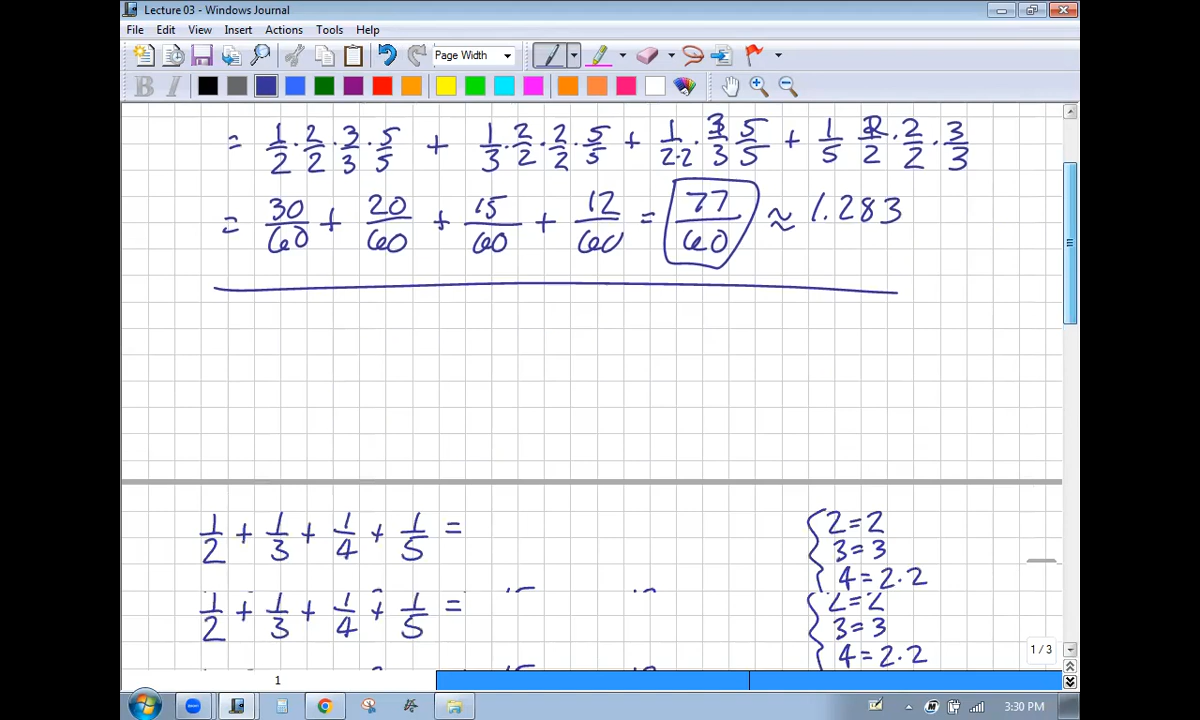 Lecture 03 - Windows Journal
File Edit View Insert Actions Tools Help
Page Width
B I
= 1/2 · 2/2 · 3/3 · 5/5 + 1/3 · 2/2 · 2/2 · 5/5 + 1/2·2 3/3 5/5 + 1/5 2/2 · 2/2 · 3/3
= 30/60 + 20/60 + 15/60 + 12/60 = 77/60 ≈ 1.283
1/2 + 1/3 + 1/4 + 1/5 =
2=2
3=3
4=2·2
1/2 + 1/3 + 1/4 + 1/5 =
2=2
3=3
4=2·2
1 / 3
1
3:30 PM